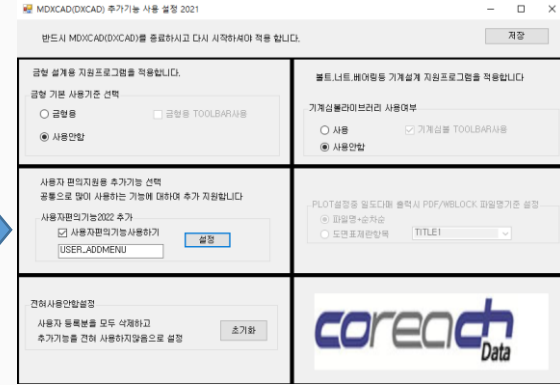 MDXCAD(DXCAD) 추가기능 사용 설정 2021
반드시 MDXCAD(DXCAD)를 종료하시고 다시 시작하셔야 적용 합니다.
저장
금형 설계용 지원프로그램을 적용합니다.
금형 기본 사용기준 선택
금형용
금형용 TOOLBAR사용
사용안함
볼트,너트,베어링등 기계설계 지원프로그램을 적용합니다
기계심볼라이브러리 사용여부
사용
기계심볼 TOOLBAR사용
사용안함
사용자 편의지원용 추가기능 선택
공통으로 많이 사용하는 기능에 대하여 추가 지원합니다
사용자편의기능2022 추가
사용자편의기능사용하기
USER_ADDMENU
설정
PLOT설정중 일도다매 출력시 PDF/WBLOCK 파일명기준 설정
파일명+순차순
도면표제란항목
TITLE1
전혀사용안함설정
사용자 등록분을 모두 삭제하고
추가기능을 전혀 사용하지않음으로 설정
초기화
coreach
Data